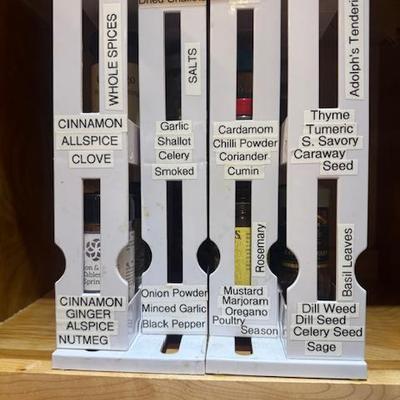 Dried Shallots
WHOLE SPICES
CINNAMON
ALLSPICE
CLOVE
CINNAMON
GINGER
ALSPICE
NUTMEG
SALTS
Garlic
Shallot
Celery
Smoked
Onion Powder
Minced Garlic
Black Pepper
Cardamom
Chilli Powder
Coriander
Cumin
Rosemary
Mustard
Marjoram
Oregano
Poultry
Season
Adolph's Tenderi
Thyme
Tumeric
S. Savory
Caraway
Seed
Basil Leaves
Dill Weed
Dill Seed
Celery Seed
Sage